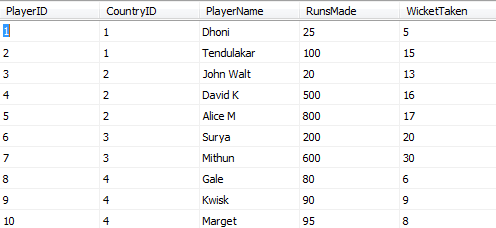 PlayerID CountryID PlayerName RunsMade WicketTaken
1 1 Dhoni 25 5
2 1 Tendulakar 100 15
3 2 John Walt 20 13
4 2 David K 500 16
5 2 Alice M 800 17
6 3 Surya 200 20
7 3 Mithun 600 30
8 4 Gale 80 6
9 4 Kwisk 90 9
10 4 Marget 95 8